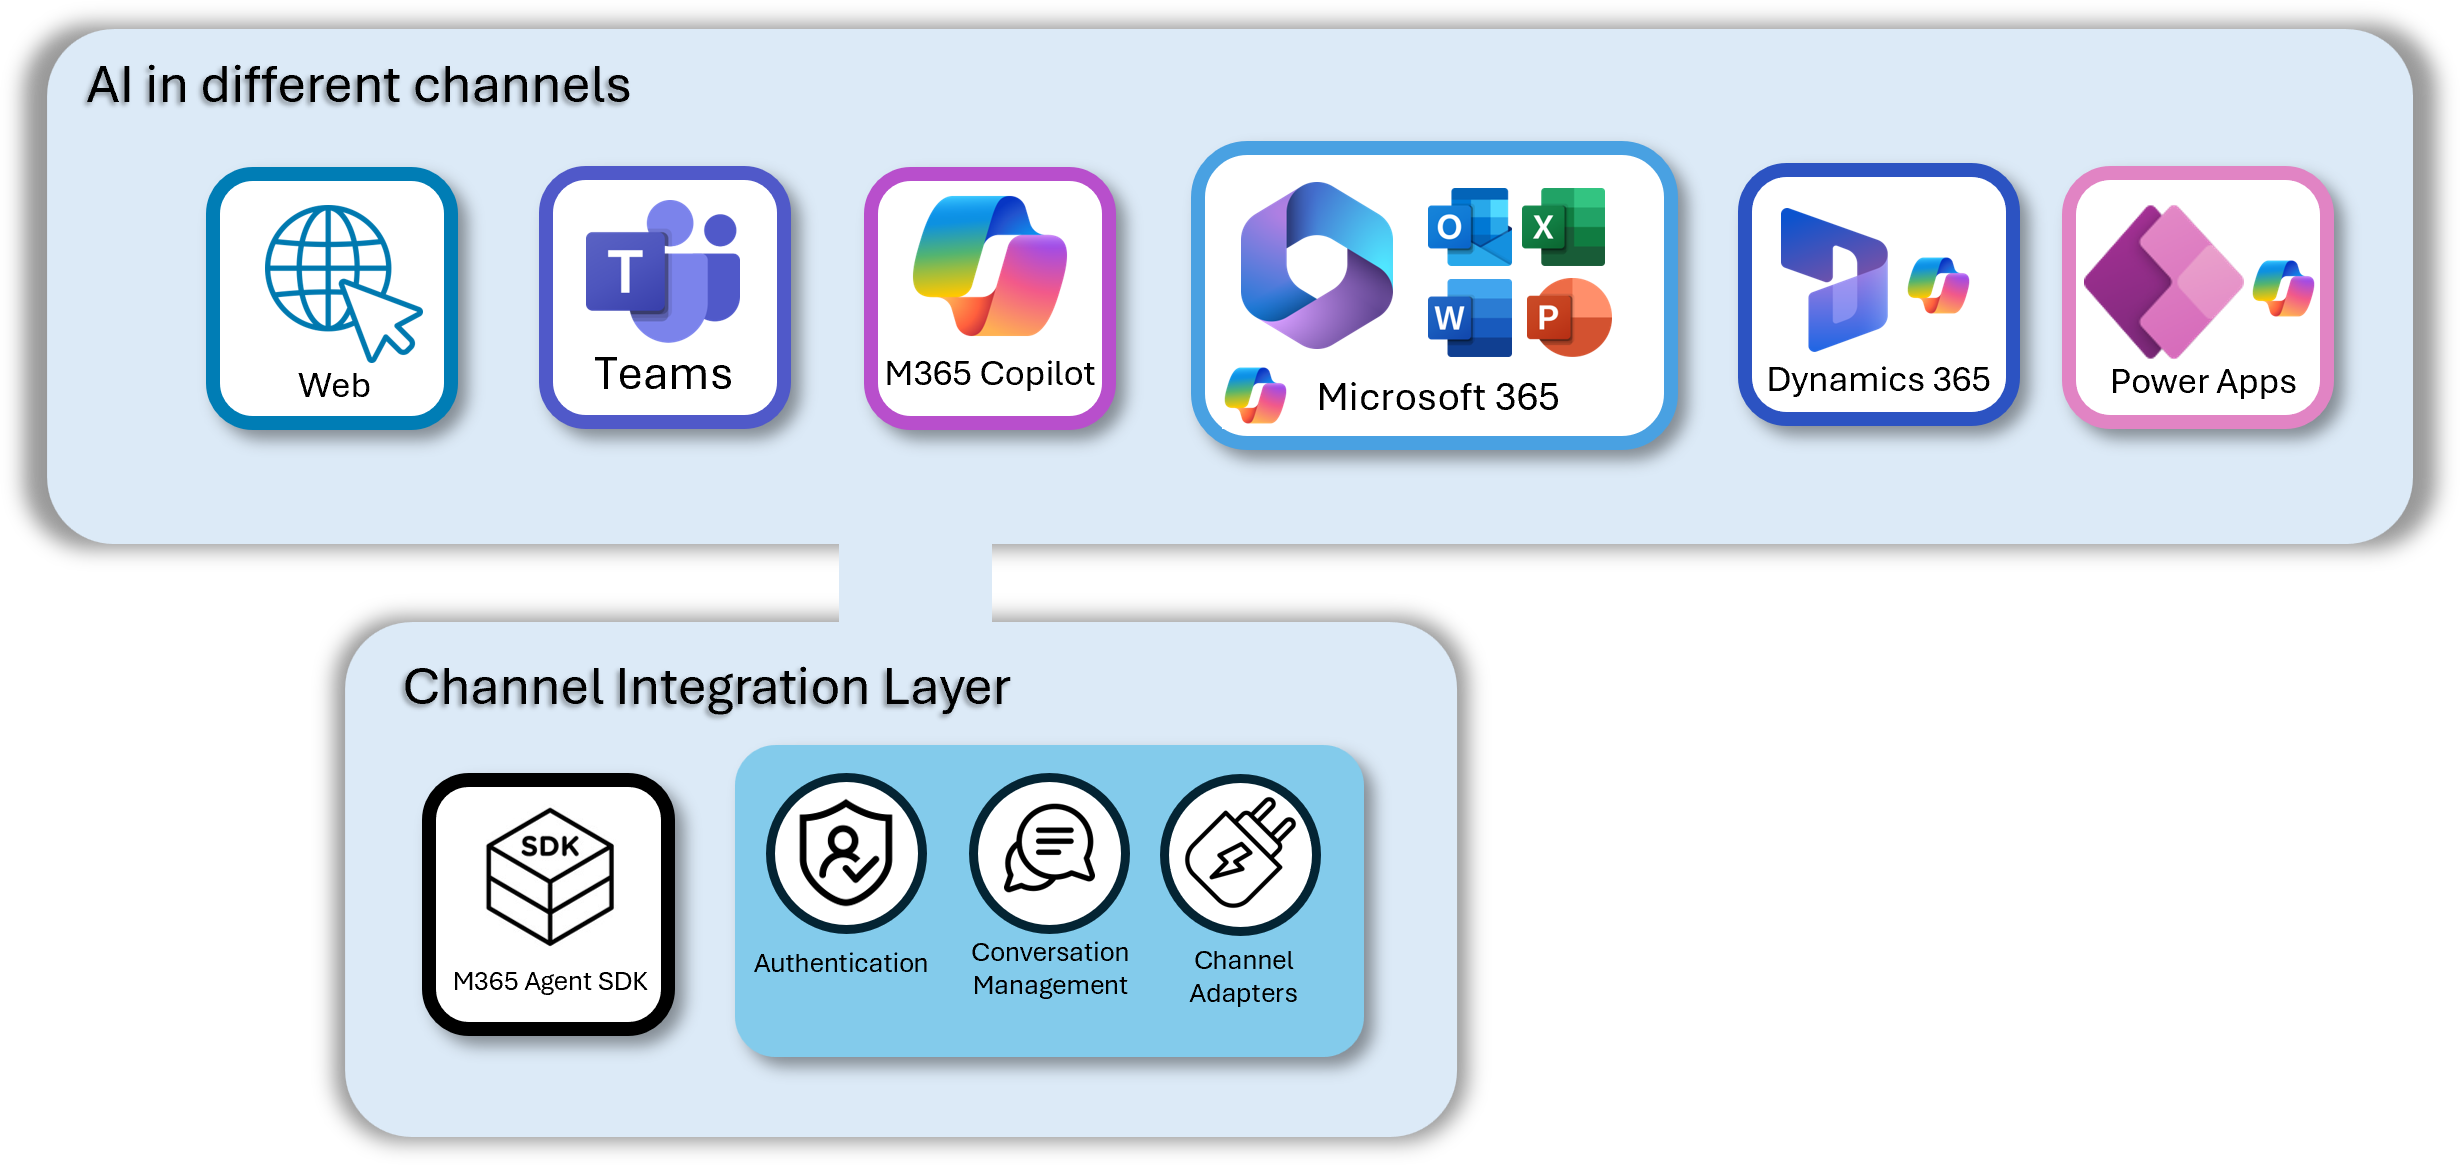 AI in different channels
Web
T
Teams
M365 Copilot
O
X
W
P
Microsoft 365
Dynamics 365
Power Apps
Channel Integration Layer
SDK
M365 Agent SDK
Authentication
Conversation
Management
Channel
Adapters